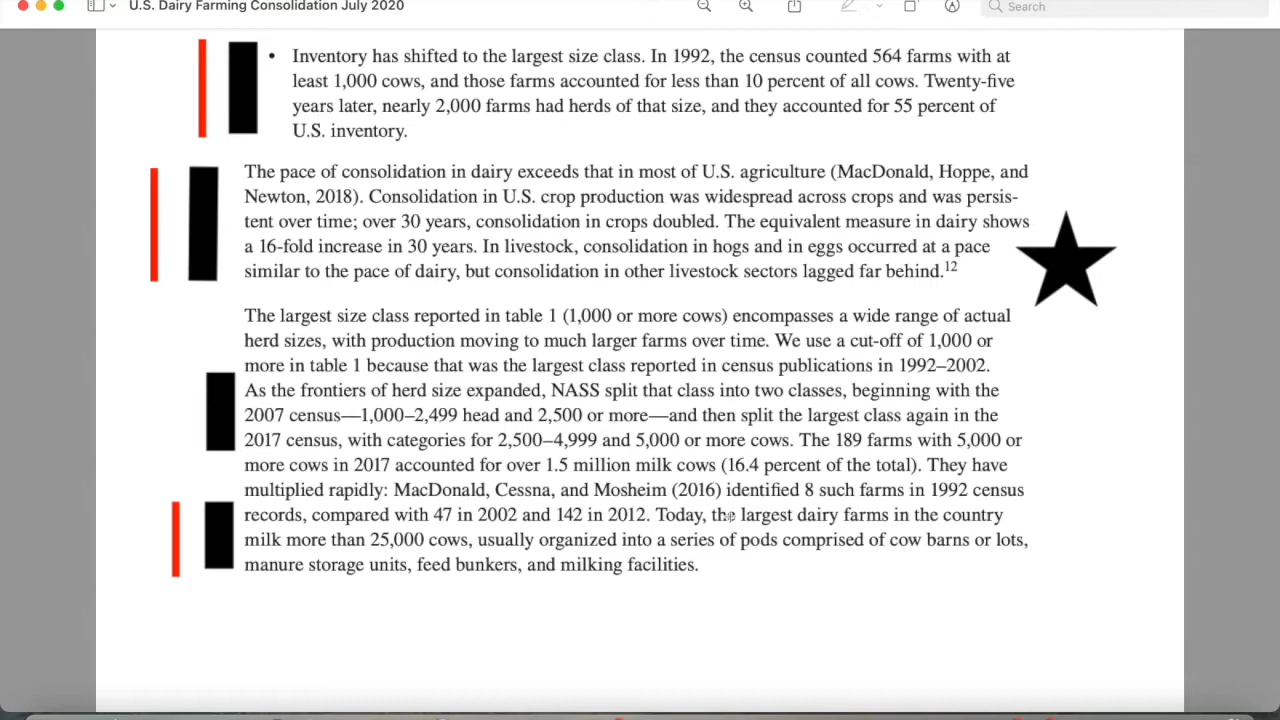 U.S. Dairy Farming Consolidation July 2020
Search
• Inventory has shifted to the largest size class. In 1992, the census counted 564 farms with at
least 1,000 cows, and those farms accounted for less than 10 percent of all cows. Twenty-five
years later, nearly 2,000 farms had herds of that size, and they accounted for 55 percent of
U.S. inventory.
The pace of consolidation in dairy exceeds that in most of U.S. agriculture (MacDonald, Hoppe, and
Newton, 2018). Consolidation in U.S. crop production was widespread across crops and was persis-
tent over time; over 30 years, consolidation in crops doubled. The equivalent measure in dairy shows
a 16-fold increase in 30 years. In livestock, consolidation in hogs and in eggs occurred at a pace
similar to the pace of dairy, but consolidation in other livestock sectors lagged far behind.12
The largest size class reported in table 1 (1,000 or more cows) encompasses a wide range of actual
herd sizes, with production moving to much larger farms over time. We use a cut-off of 1,000 or
more in table 1 because that was the largest class reported in census publications in 1992–2002.
As the frontiers of herd size expanded, NASS split that class into two classes, beginning with the
2007 census—1,000–2,499 head and 2,500 or more—and then split the largest class again in the
2017 census, with categories for 2,500–4,999 and 5,000 or more cows. The 189 farms with 5,000 or
more cows in 2017 accounted for over 1.5 million milk cows (16.4 percent of the total). They have
multiplied rapidly: MacDonald, Cessna, and Mosheim (2016) identified 8 such farms in 1992 census
records, compared with 47 in 2002 and 142 in 2012. Today, the largest dairy farms in the country
milk more than 25,000 cows, usually organized into a series of pods comprised of cow barns or lots,
manure storage units, feed bunkers, and milking facilities.